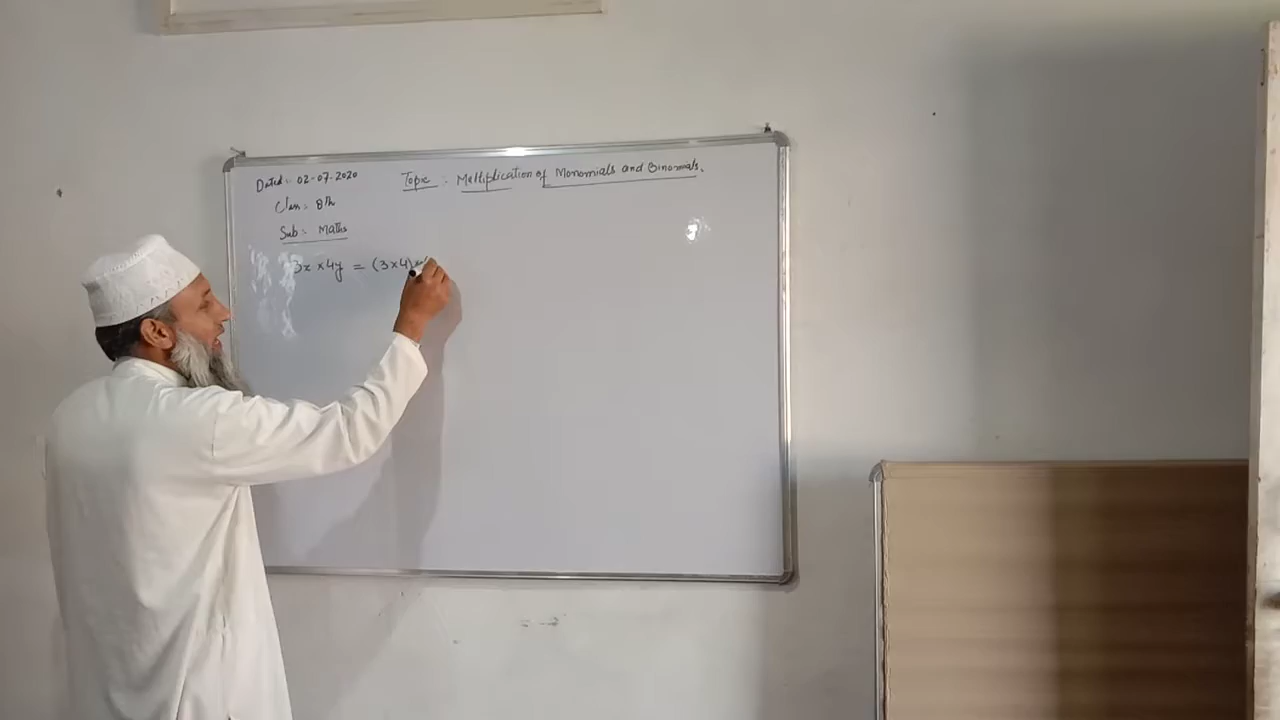 Dated:- 02-07-2020
Topic : Multiplication of Monomials and Binomials.
Class: 8th
Sub:- Maths
3x × 4y = (3×4)×